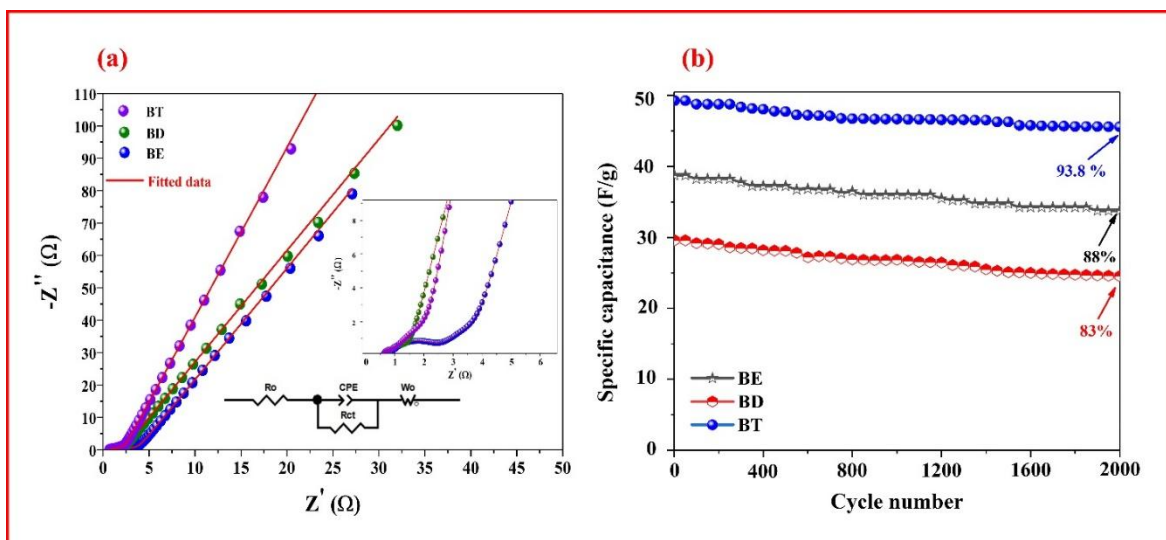 (a)
110
100
90
80
70
60
50
40
30
20
10
0
-Z'' (Ω)
BT
BD
BE
Fitted data
-Z'' (Ω)
8
6
4
2
0 1 2 3 4 5 6
Z' (Ω)
Ro CPE Wo
Rct
0 5 10 15 20 25 30 35 40 45 50
Z' (Ω)
(b)
50
40
30
20
10
0
Specific capacitance (F/g)
93.8 %
88%
83%
BE
BD
BT
0 400 800 1200 1600 2000
Cycle number